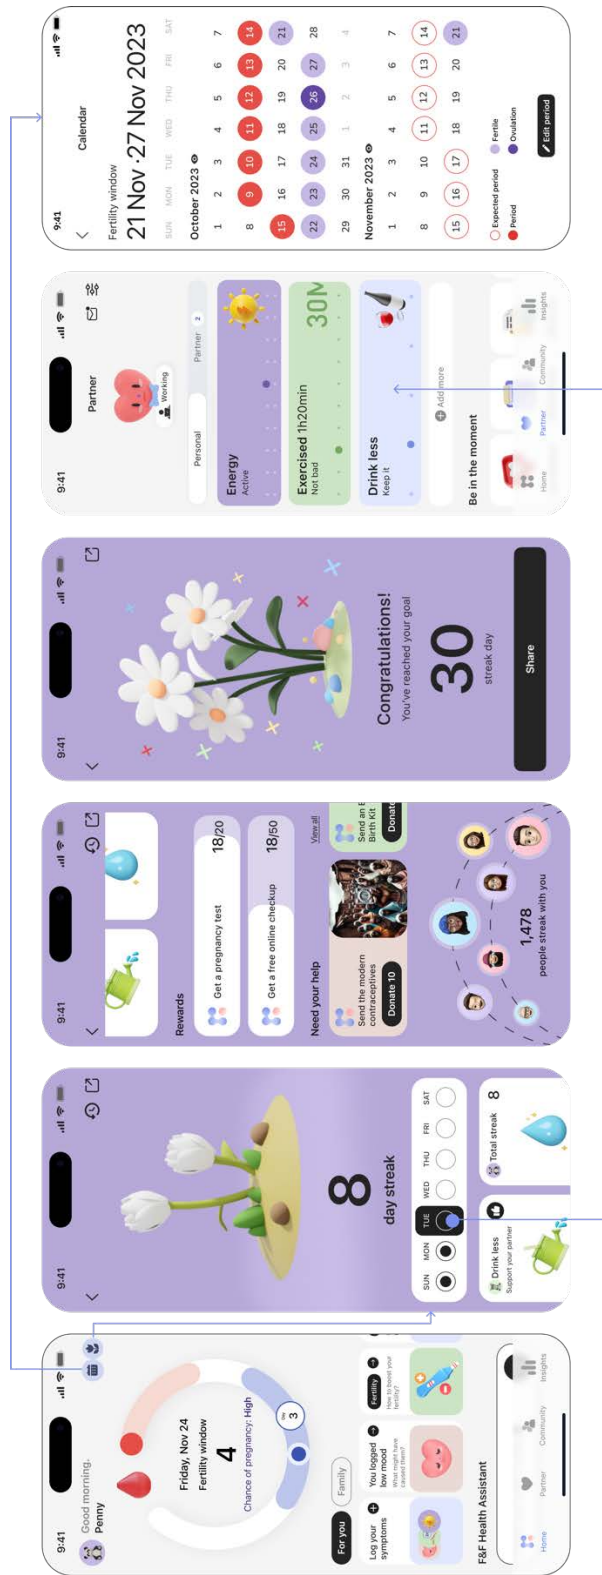 9:41
Good morning,
Penny
Friday, Nov 24
Fertility window
4
Chance of pregnancy: High
Day
3
For you
Family
Log your
symptoms
You logged
low mood
What might have
caused them?
Fertility
How to boost your
fertility?
F&F Health Assistant
Home
Partner
Community
Insights
9:41
8
day streak
SUN MON TUE WED THU FRI SAT
Drink less
Support your partner
Total streak 8
9:41
Rewards
Get a pregnancy test 18/20
Get a free online checkup 18/50
Need your help
View all
Send the modern
contraceptives
Donate 10
Send an E
Birth Kit
Donate
1,478
people streak with you
9:41
Congratulations!
You've reached your goal
30
streak day
Share
9:41
Partner
Working
Personal
Partner 2
Energy
Active
Exercised 1h20min
Not bad
30M
Drink less
Keep it
Add more
Be in the moment
Home
Partner
Community
Insights
9:41
Calendar
Fertility window
21 Nov ·27 Nov 2023
SUN MON TUE WED THU FRI SAT
October 2023
1 2 3 4 5 6 7
8 9 10 11 12 13 14
15 16 17 18 19 20 21
22 23 24 25 26 27 28
29 30 31 1 2 3 4
November 2023
1 2 3 4 5 6 7
8 9 10 11 12 13 14
15 16 17 18 19 20 21
Expected period
Fertile
Period
Ovulation
Edit period